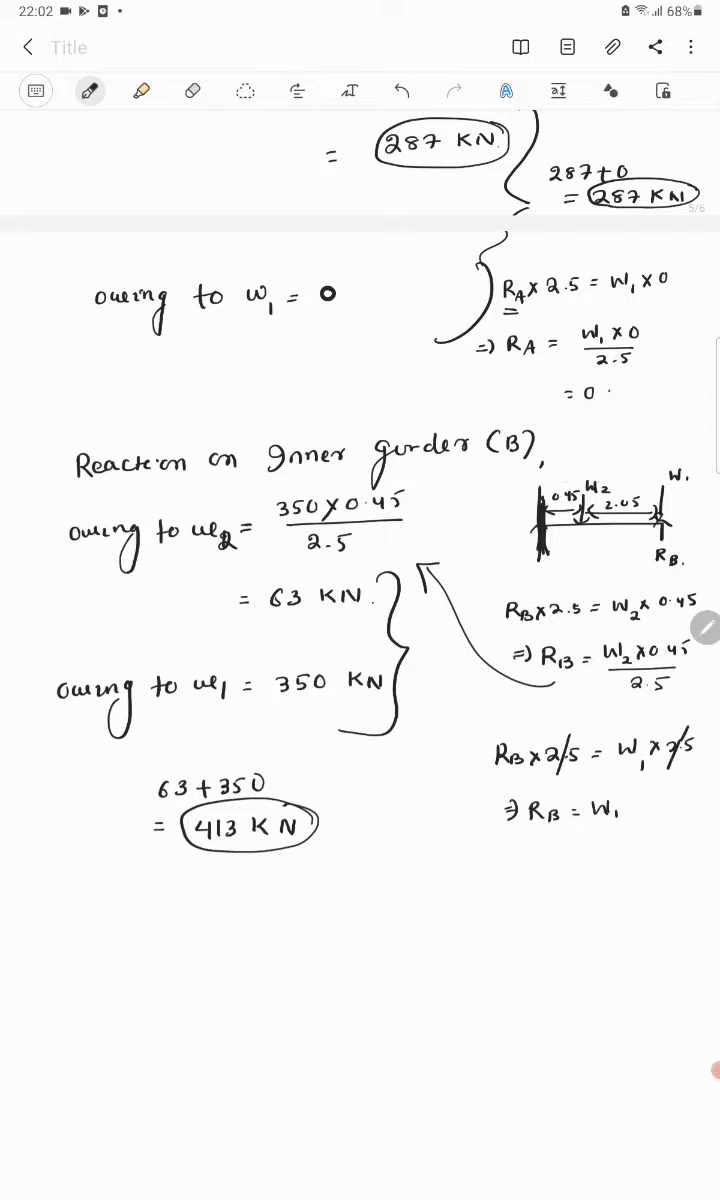 22:02
68%
Title
= 287 KN
287+0
= 287 KN
5/6
owing to w1 = 0
RA × 2.5 = W1 × 0
=> RA = W1 × 0 / 2.5
= 0
Reaction on Inner girder (B),
owing to w2 = 350 × 0.45 / 2.5
= 63 KN.
0.45 W2 2.05 W1
RB.
RB × 2.5 = W2 × 0.45
=> RB = W2 × 0.45 / 2.5
owing to w1 = 350 KN
RB × 2.5 = W1 × 2.5
=> RB = W1
63 + 350
= 413 KN